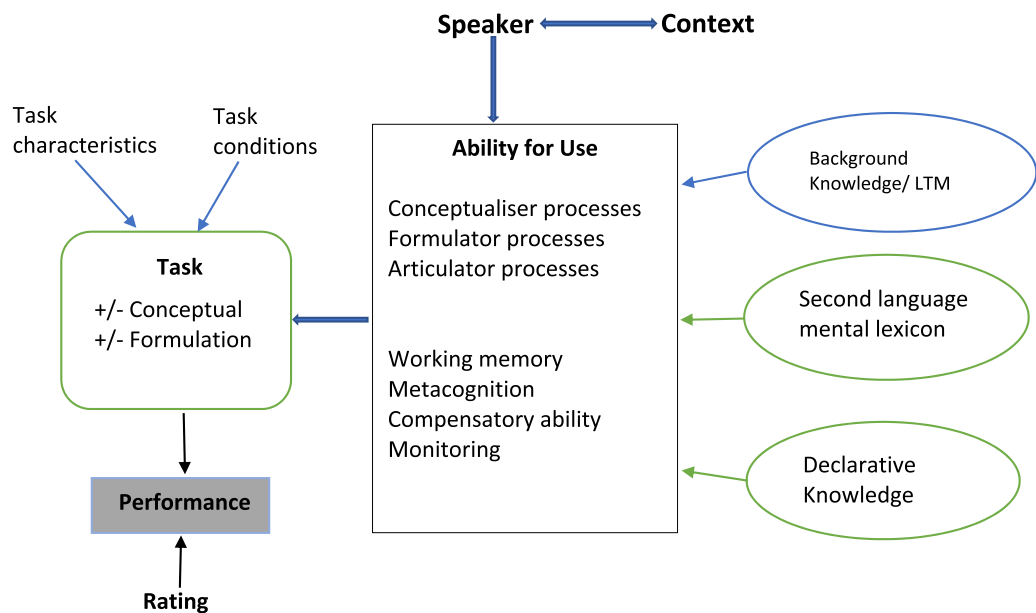 Speaker
Context
Task
characteristics
Task
conditions
Task
+/- Conceptual
+/- Formulation
Performance
Rating
Ability for Use
Conceptualiser processes
Formulator processes
Articulator processes
Working memory
Metacognition
Compensatory ability
Monitoring
Background
Knowledge/ LTM
Second language
mental lexicon
Declarative
Knowledge